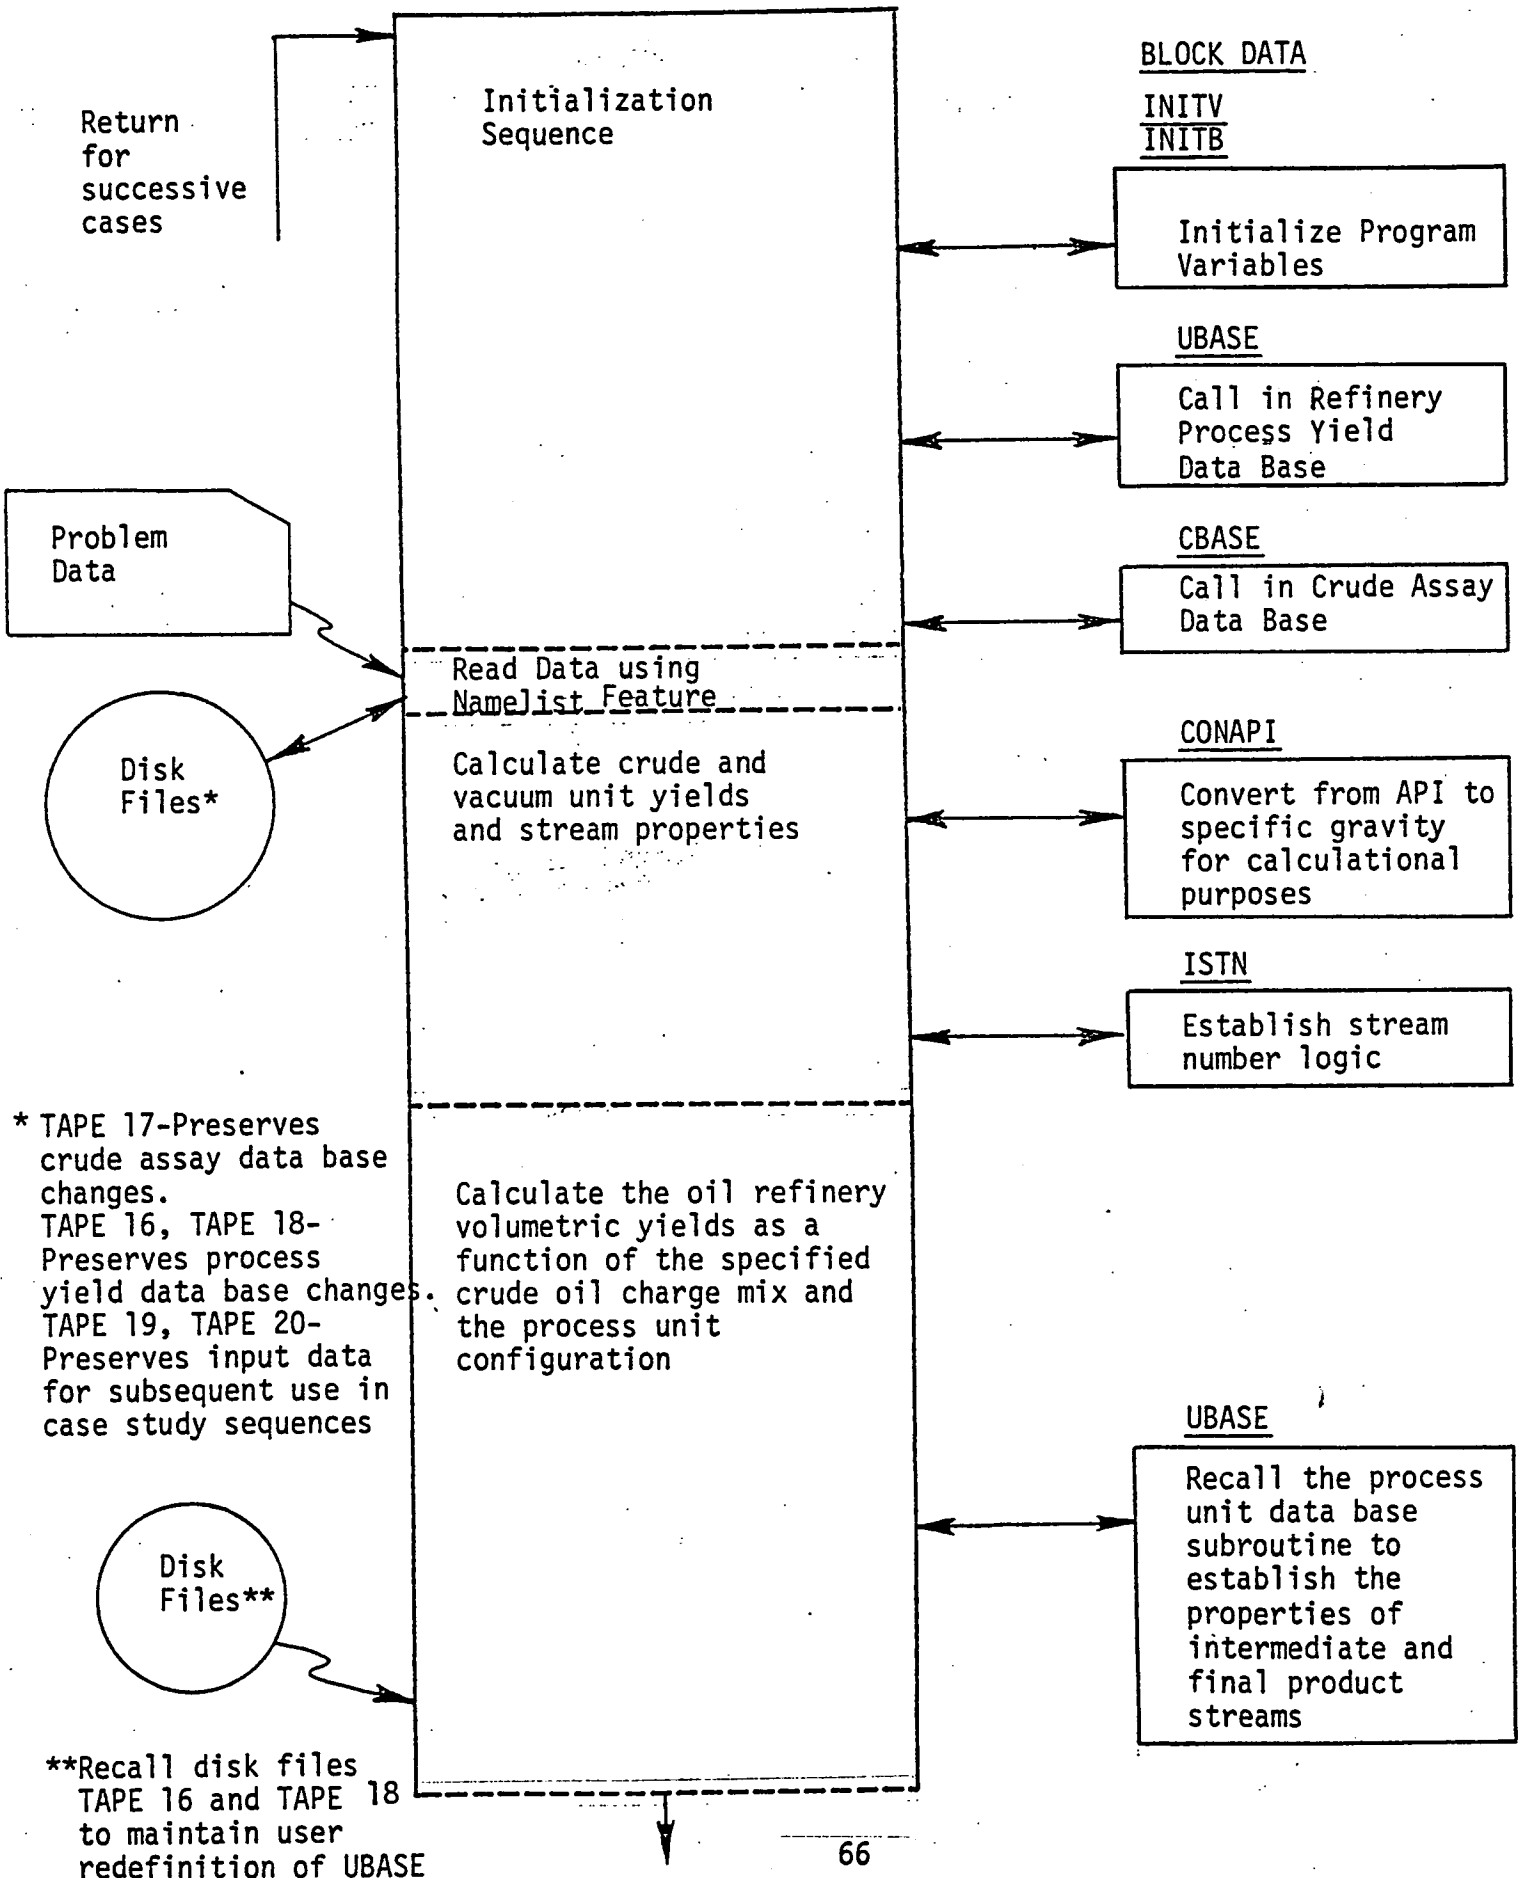 Return
for
successive
cases
Initialization
Sequence
BLOCK DATA
INITV
INITB
Initialize Program
Variables
UBASE
Call in Refinery
Process Yield
Data Base
CBASE
Call in Crude Assay
Data Base
Problem
Data
Read Data using
Namelist Feature
Disk
Files*
Calculate crude and
vacuum unit yields
and stream properties
CONAPI
Convert from API to
specific gravity
for calculational
purposes
ISTN
Establish stream
number logic
* TAPE 17-Preserves
crude assay data base
changes.
TAPE 16, TAPE 18-
Preserves process
yield data base changes.
TAPE 19, TAPE 20-
Preserves input data
for subsequent use in
case study sequences
Calculate the oil refinery
volumetric yields as a
function of the specified
crude oil charge mix and
the process unit
configuration
UBASE
Recall the process
unit data base
subroutine to
establish the
properties of
intermediate and
final product
streams
Disk
Files**
**Recall disk files
TAPE 16 and TAPE 18
to maintain user
redefinition of UBASE
66